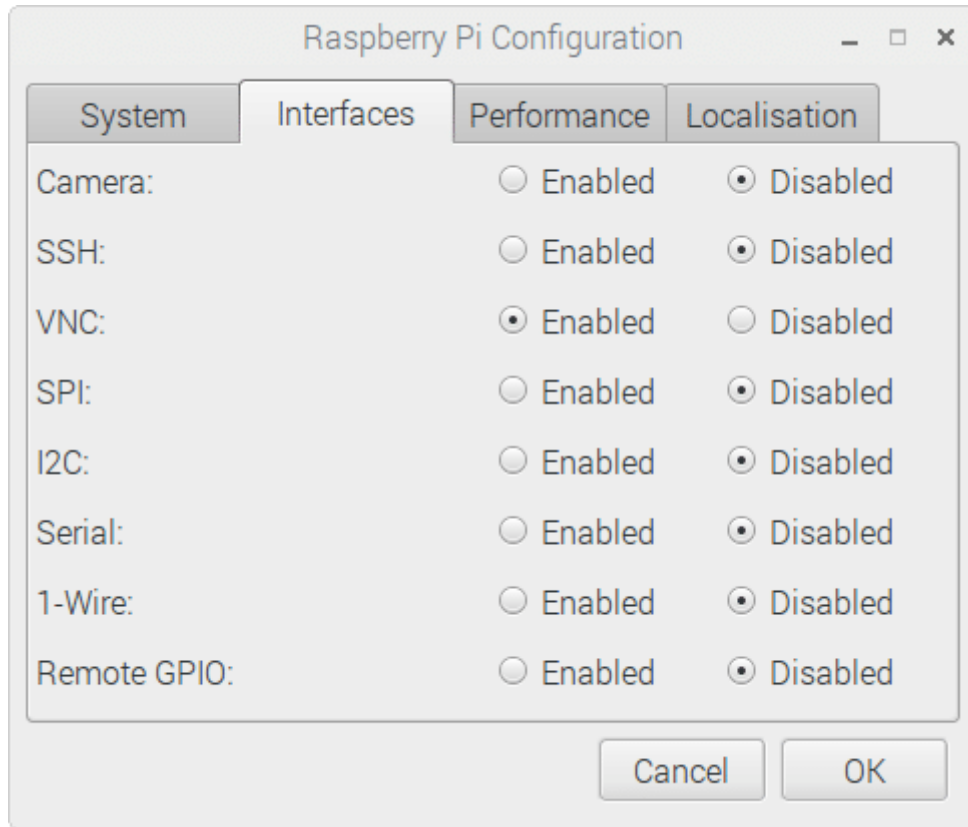 Raspberry Pi Configuration
System Interfaces Performance Localisation
Camera: Enabled Disabled
SSH: Enabled Disabled
VNC: Enabled Disabled
SPI: Enabled Disabled
I2C: Enabled Disabled
Serial: Enabled Disabled
1-Wire: Enabled Disabled
Remote GPIO: Enabled Disabled
Cancel OK